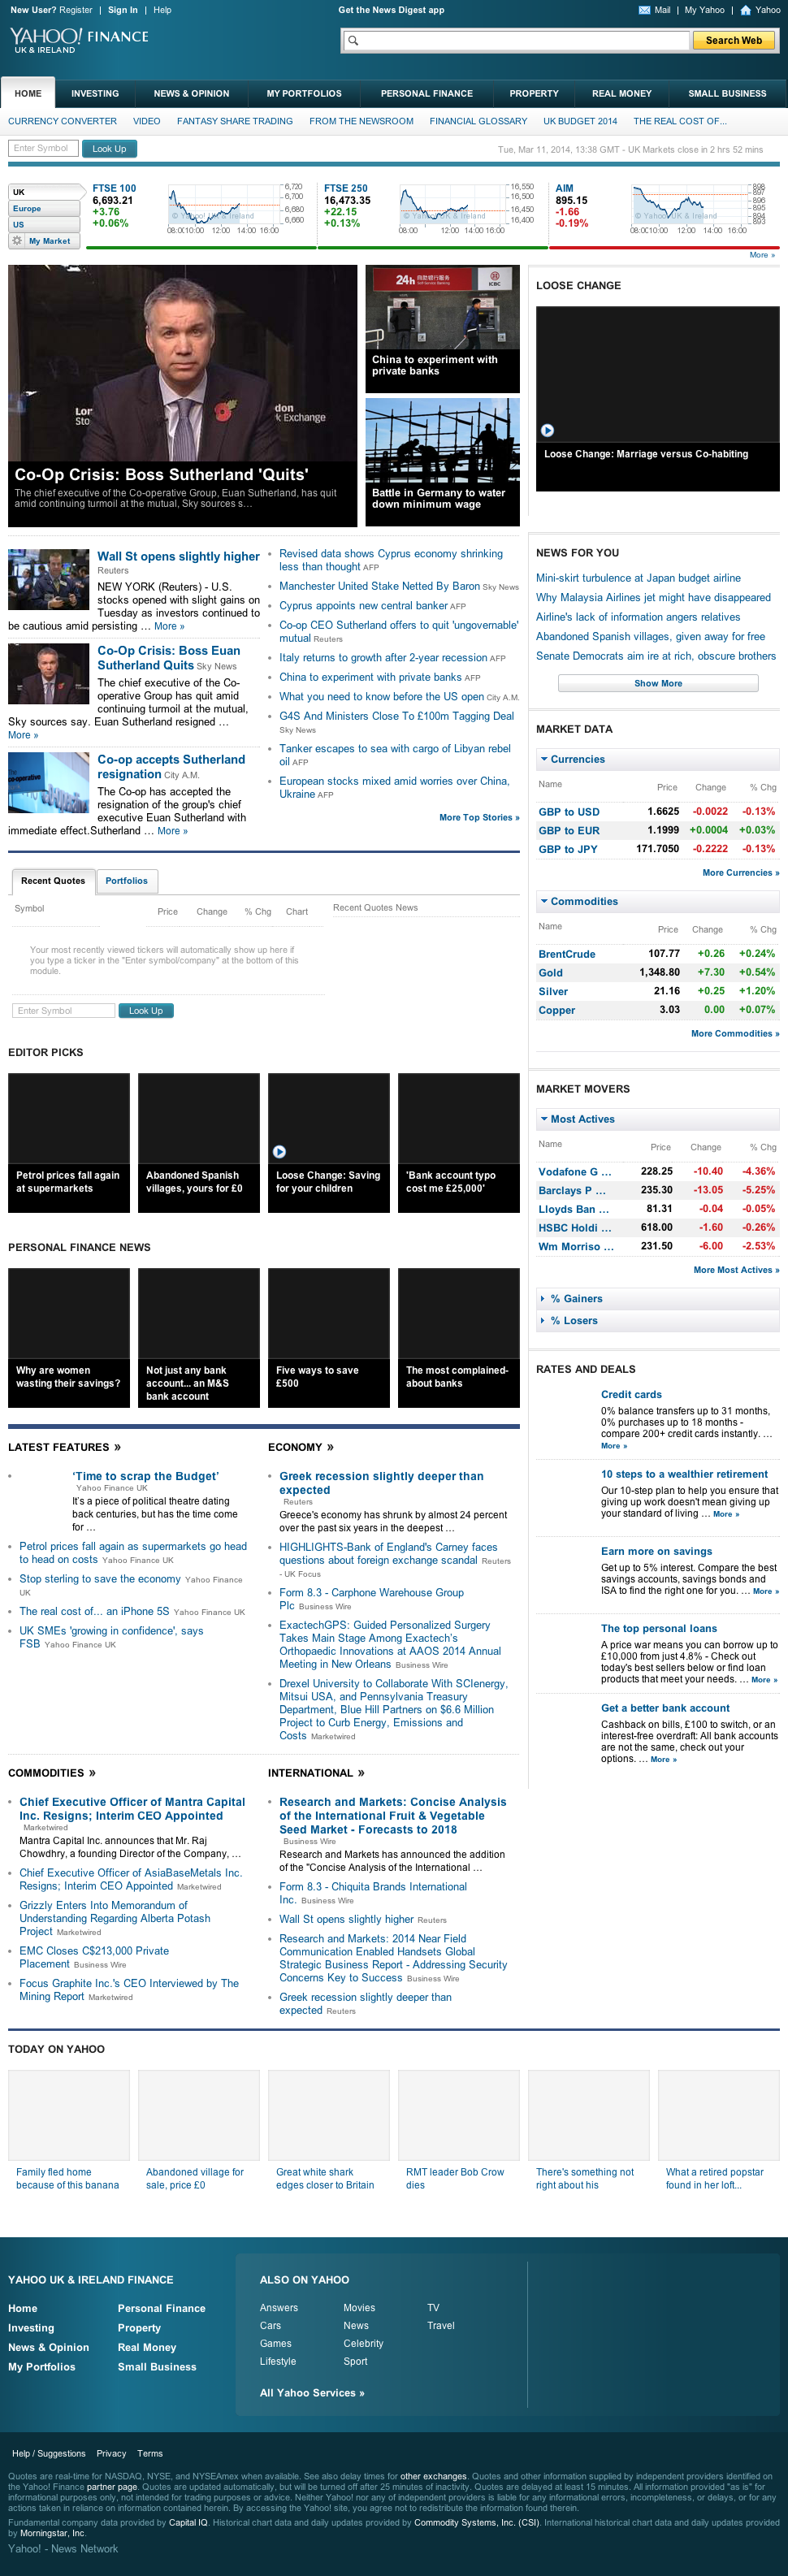 New User? Register | Sign In | Help
Get the News Digest app
Mail | My Yahoo | Yahoo
YAHOO! FINANCE
UK & IRELAND
Search Web
HOME INVESTING NEWS & OPINION MY PORTFOLIOS PERSONAL FINANCE PROPERTY REAL MONEY SMALL BUSINESS
CURRENCY CONVERTER VIDEO FANTASY SHARE TRADING FROM THE NEWSROOM FINANCIAL GLOSSARY UK BUDGET 2014 THE REAL COST OF...
Enter Symbol Look Up
Tue, Mar 11, 2014, 13:38 GMT - UK Markets close in 2 hrs 52 mins
UK
Europe
US
My Market
FTSE 100
6,693.21
+3.76
+0.06%
6,720
6,700
6,680
6,660
© Yahoo! UK & Ireland
08:00 10:00 12:00 14:00 16:00
FTSE 250
16,473.35
+22.15
+0.13%
16,550
16,500
16,450
16,400
© Yahoo! UK & Ireland
08:00 12:00 14:00 16:00
AIM
895.15
-1.66
-0.19%
898
897
896
895
894
893
© Yahoo! UK & Ireland
08:00 10:00 12:00 14:00 16:00
More »
Co-Op Crisis: Boss Sutherland 'Quits'
The chief executive of the Co-operative Group, Euan Sutherland, has quit
amid continuing turmoil at the mutual, Sky sources s…
24h
ICBC
China to experiment with
private banks
Battle in Germany to water
down minimum wage
LOOSE CHANGE
Loose Change: Marriage versus Co-habiting
Wall St opens slightly higher
Reuters
NEW YORK (Reuters) - U.S.
stocks opened with slight gains on
Tuesday as investors continued to
be cautious amid persisting … More »
Co-Op Crisis: Boss Euan
Sutherland Quits Sky News
The chief executive of the Co-
operative Group has quit amid
continuing turmoil at the mutual,
Sky sources say. Euan Sutherland resigned …
More »
Co-op accepts Sutherland
resignation City A.M.
The Co-op has accepted the
resignation of the group's chief
executive Euan Sutherland with
immediate effect.Sutherland … More »
Revised data shows Cyprus economy shrinking
less than thought AFP
Manchester United Stake Netted By Baron Sky News
Cyprus appoints new central banker AFP
Co-op CEO Sutherland offers to quit 'ungovernable'
mutual Reuters
Italy returns to growth after 2-year recession AFP
China to experiment with private banks AFP
What you need to know before the US open City A.M.
G4S And Ministers Close To £100m Tagging Deal
Sky News
Tanker escapes to sea with cargo of Libyan rebel
oil AFP
European stocks mixed amid worries over China,
Ukraine AFP
More Top Stories »
NEWS FOR YOU
Mini-skirt turbulence at Japan budget airline
Why Malaysia Airlines jet might have disappeared
Airline's lack of information angers relatives
Abandoned Spanish villages, given away for free
Senate Democrats aim ire at rich, obscure brothers
Show More
MARKET DATA
Currencies
Name Price Change % Chg
GBP to USD 1.6625 -0.0022 -0.13%
GBP to EUR 1.1999 +0.0004 +0.03%
GBP to JPY 171.7050 -0.2222 -0.13%
More Currencies »
Commodities
Name Price Change % Chg
BrentCrude 107.77 +0.26 +0.24%
Gold 1,348.80 +7.30 +0.54%
Silver 21.16 +0.25 +1.20%
Copper 3.03 0.00 +0.07%
More Commodities »
Recent Quotes Portfolios
Symbol Price Change % Chg Chart
Recent Quotes News
Your most recently viewed tickers will automatically show up here if
you type a ticker in the "Enter symbol/company" at the bottom of this
module.
Enter Symbol Look Up
EDITOR PICKS
Petrol prices fall again
at supermarkets
Abandoned Spanish
villages, yours for £0
Loose Change: Saving
for your children
'Bank account typo
cost me £25,000'
MARKET MOVERS
Most Actives
Name Price Change % Chg
Vodafone G ... 228.25 -10.40 -4.36%
Barclays P ... 235.30 -13.05 -5.25%
Lloyds Ban ... 81.31 -0.04 -0.05%
HSBC Holdi ... 618.00 -1.60 -0.26%
Wm Morriso ... 231.50 -6.00 -2.53%
More Most Actives »
% Gainers
% Losers
PERSONAL FINANCE NEWS
Why are women
wasting their savings?
Not just any bank
account... an M&S
bank account
Five ways to save
£500
The most complained-
about banks
RATES AND DEALS
Credit cards
0% balance transfers up to 31 months,
0% purchases up to 18 months -
compare 200+ credit cards instantly. …
More »
10 steps to a wealthier retirement
Our 10-step plan to help you ensure that
giving up work doesn't mean giving up
your standard of living … More »
Earn more on savings
Get up to 5% interest. Compare the best
savings accounts, savings bonds and
ISA to find the right one for you. … More »
The top personal loans
A price war means you can borrow up to
£10,000 from just 4.8% - Check out
today's best sellers below or find loan
products that meet your needs. … More »
Get a better bank account
Cashback on bills, £100 to switch, or an
interest-free overdraft: All bank accounts
are not the same, check out your
options. … More »
LATEST FEATURES »
‘Time to scrap the Budget’
Yahoo Finance UK
It’s a piece of political theatre dating
back centuries, but has the time come
for …
Petrol prices fall again as supermarkets go head
to head on costs Yahoo Finance UK
Stop sterling to save the economy Yahoo Finance
UK
The real cost of... an iPhone 5S Yahoo Finance UK
UK SMEs 'growing in confidence', says
FSB Yahoo Finance UK
ECONOMY »
Greek recession slightly deeper than
expected
Reuters
Greece's economy has shrunk by almost 24 percent
over the past six years in the deepest …
HIGHLIGHTS-Bank of England's Carney faces
questions about foreign exchange scandal Reuters
- UK Focus
Form 8.3 - Carphone Warehouse Group
Plc Business Wire
ExactechGPS: Guided Personalized Surgery
Takes Main Stage Among Exactech’s
Orthopaedic Innovations at AAOS 2014 Annual
Meeting in New Orleans Business Wire
Drexel University to Collaborate With SCIenergy,
Mitsui USA, and Pennsylvania Treasury
Department, Blue Hill Partners on $6.6 Million
Project to Curb Energy, Emissions and
Costs Marketwired
COMMODITIES »
Chief Executive Officer of Mantra Capital
Inc. Resigns; Interim CEO Appointed
Marketwired
Mantra Capital Inc. announces that Mr. Raj
Chowdhry, a founding Director of the Company, …
Chief Executive Officer of AsiaBaseMetals Inc.
Resigns; Interim CEO Appointed Marketwired
Grizzly Enters Into Memorandum of
Understanding Regarding Alberta Potash
Project Marketwired
EMC Closes C$213,000 Private
Placement Business Wire
Focus Graphite Inc.'s CEO Interviewed by The
Mining Report Marketwired
INTERNATIONAL »
Research and Markets: Concise Analysis
of the International Fruit & Vegetable
Seed Market - Forecasts to 2018
Business Wire
Research and Markets has announced the addition
of the "Concise Analysis of the International …
Form 8.3 - Chiquita Brands International
Inc. Business Wire
Wall St opens slightly higher Reuters
Research and Markets: 2014 Near Field
Communication Enabled Handsets Global
Strategic Business Report - Addressing Security
Concerns Key to Success Business Wire
Greek recession slightly deeper than
expected Reuters
TODAY ON YAHOO
Family fled home
because of this banana
Abandoned village for
sale, price £0
Great white shark
edges closer to Britain
RMT leader Bob Crow
dies
There's something not
right about his
What a retired popstar
found in her loft...
YAHOO UK & IRELAND FINANCE
Home Personal Finance
Investing Property
News & Opinion Real Money
My Portfolios Small Business
ALSO ON YAHOO
Answers Movies TV
Cars News Travel
Games Celebrity
Lifestyle Sport
All Yahoo Services »
Help / Suggestions Privacy Terms
Quotes are real-time for NASDAQ, NYSE, and NYSEAmex when available. See also delay times for other exchanges. Quotes and other information supplied by independent providers identified on
the Yahoo! Finance partner page. Quotes are updated automatically, but will be turned off after 25 minutes of inactivity. Quotes are delayed at least 15 minutes. All information provided "as is" for
informational purposes only, not intended for trading purposes or advice. Neither Yahoo! nor any of independent providers is liable for any informational errors, incompleteness, or delays, or for any
actions taken in reliance on information contained herein. By accessing the Yahoo! site, you agree not to redistribute the information found therein.
Fundamental company data provided by Capital IQ. Historical chart data and daily updates provided by Commodity Systems, Inc. (CSI). International historical chart data and daily updates provided
by Morningstar, Inc.
Yahoo! - News Network